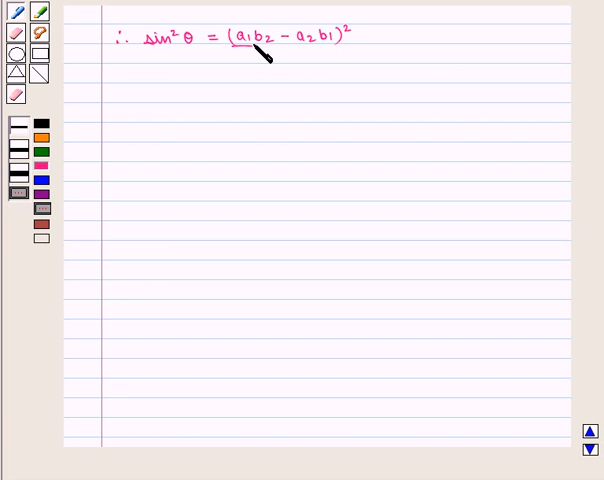 ∴ sin²θ = (a₁b₂ − a₂b₁)²